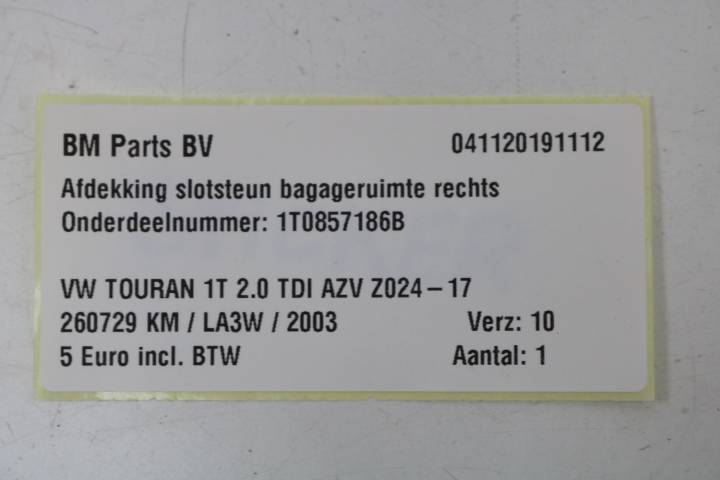 BM Parts BV 041120191112
Afdekking slotsteun bagageruimte rechts
Onderdeelnummer: 1T0857186B
VW TOURAN 1T 2.0 TDI AZV Z024-17
260729 KM / LA3W / 2003 Verz: 10
5 Euro incl. BTW Aantal: 1